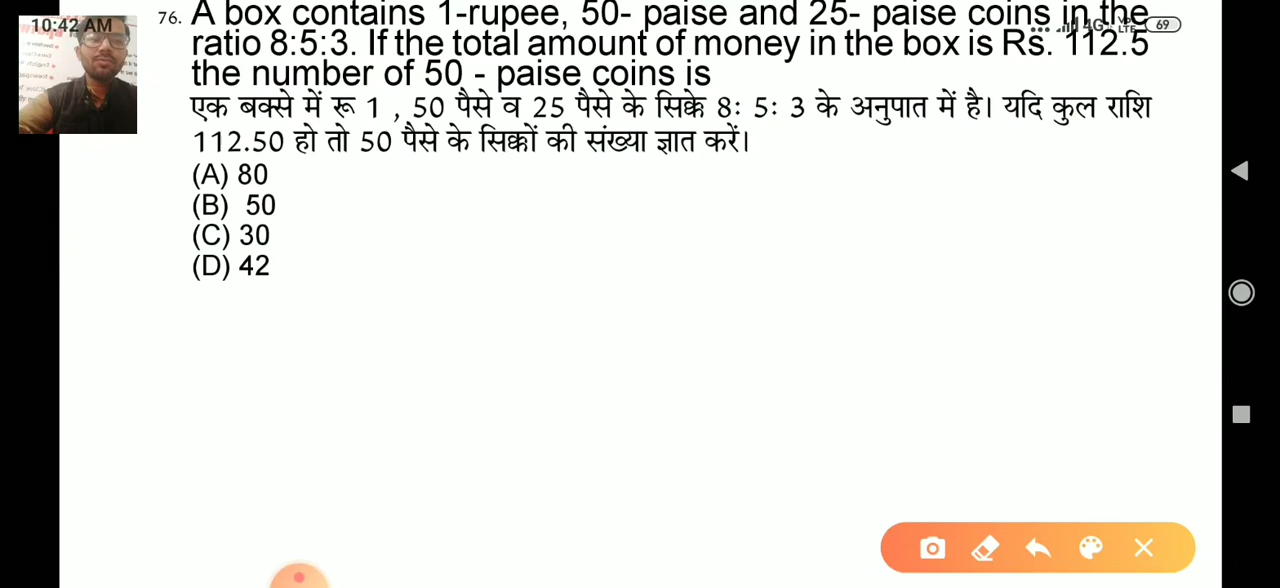 10:42 AM
4G
LTE
69
76. A box contains 1-rupee, 50- paise and 25- paise coins in the
ratio 8:5:3. If the total amount of money in the box is Rs. 112.5
the number of 50 - paise coins is
एक बक्से में रू 1 , 50 पैसे व 25 पैसे के सिक्के 8: 5: 3 के अनुपात में है। यदि कुल राशि
112.50 हो तो 50 पैसे के सिक्कों की संख्या ज्ञात करें।
(A) 80
(B) 50
(C) 30
(D) 42